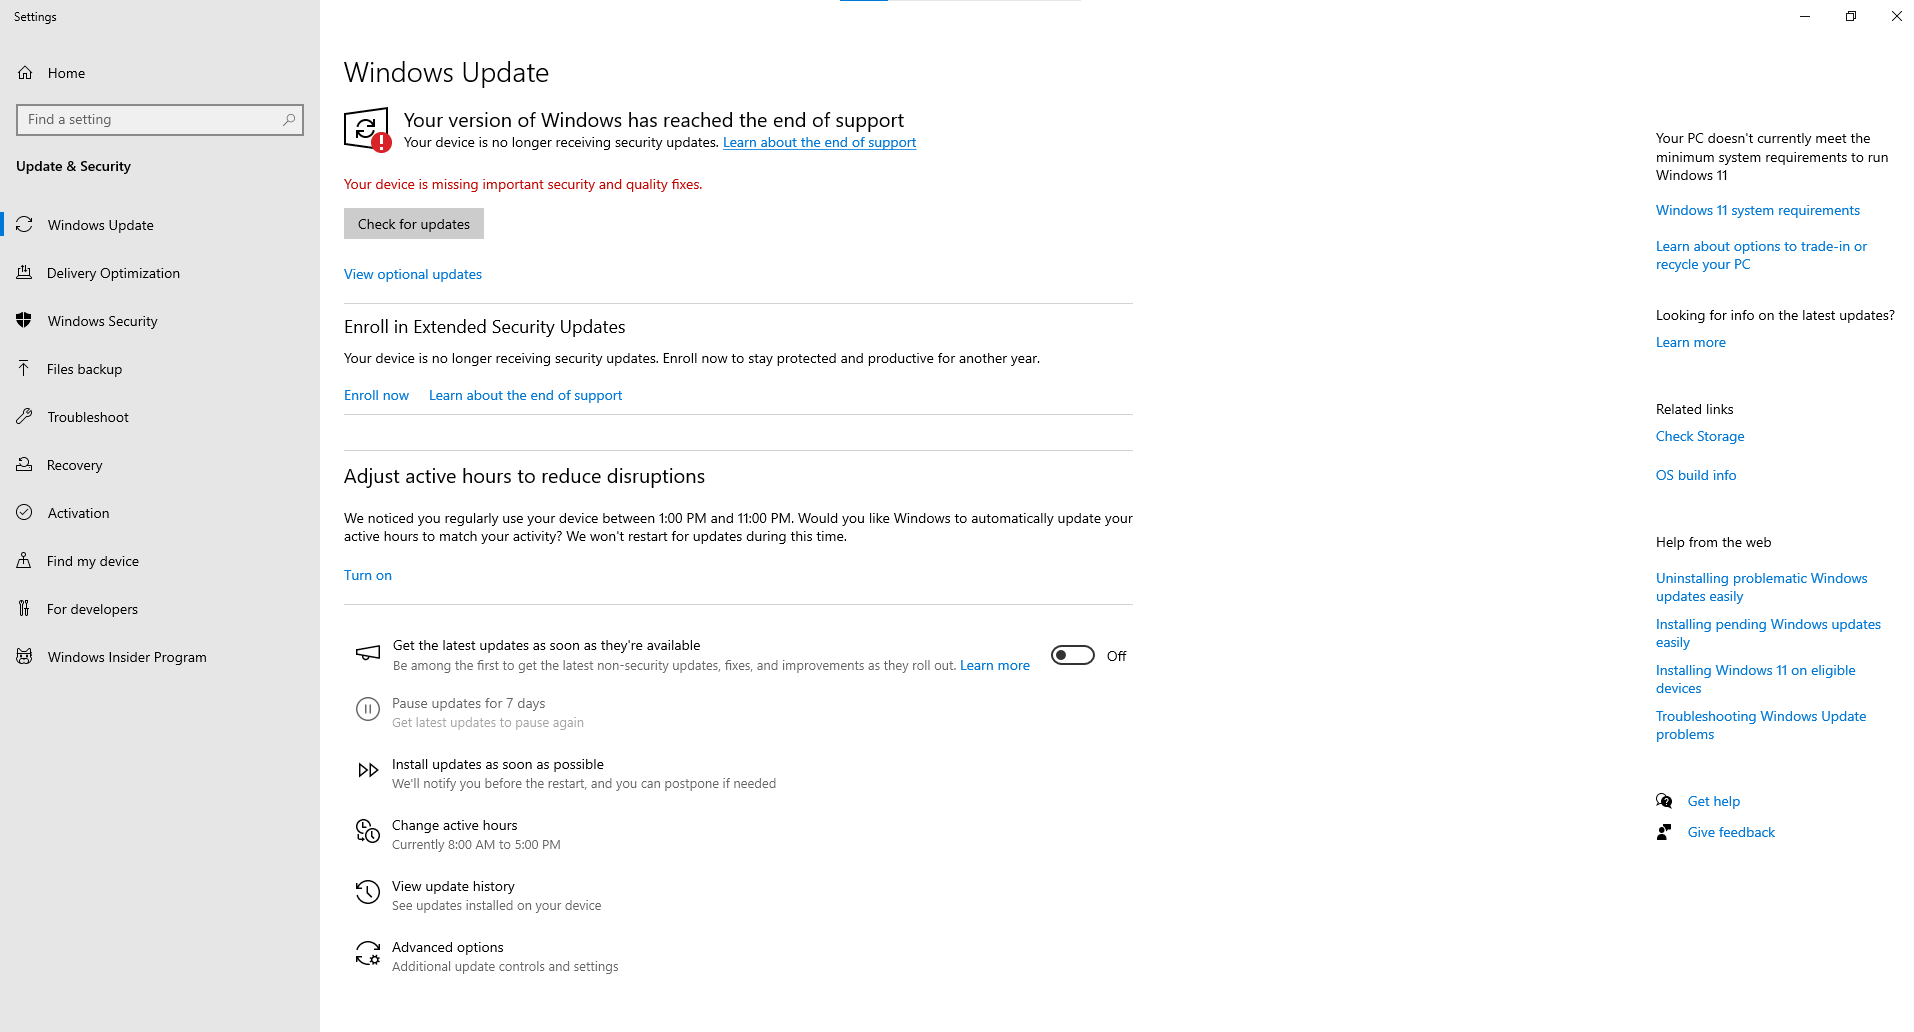 Settings
Home
Find a setting
Update & Security
Windows Update
Delivery Optimization
Windows Security
Files backup
Troubleshoot
Recovery
Activation
Find my device
For developers
Windows Insider Program
Windows Update
Your version of Windows has reached the end of support
Your device is no longer receiving security updates. Learn about the end of support
Your device is missing important security and quality fixes.
Check for updates
View optional updates
Enroll in Extended Security Updates
Your device is no longer receiving security updates. Enroll now to stay protected and productive for another year.
Enroll now Learn about the end of support
Adjust active hours to reduce disruptions
We noticed you regularly use your device between 1:00 PM and 11:00 PM. Would you like Windows to automatically update your
active hours to match your activity? We won't restart for updates during this time.
Turn on
Get the latest updates as soon as they're available
Be among the first to get the latest non-security updates, fixes, and improvements as they roll out. Learn more
Off
Pause updates for 7 days
Get latest updates to pause again
Install updates as soon as possible
We'll notify you before the restart, and you can postpone if needed
Change active hours
Currently 8:00 AM to 5:00 PM
View update history
See updates installed on your device
Advanced options
Additional update controls and settings
Your PC doesn't currently meet the
minimum system requirements to run
Windows 11
Windows 11 system requirements
Learn about options to trade-in or
recycle your PC
Looking for info on the latest updates?
Learn more
Related links
Check Storage
OS build info
Help from the web
Uninstalling problematic Windows
updates easily
Installing pending Windows updates
easily
Installing Windows 11 on eligible
devices
Troubleshooting Windows Update
problems
Get help
Give feedback